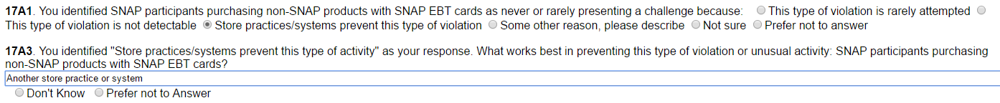 17A1. You identified SNAP participants purchasing non-SNAP products with SNAP EBT cards as never or rarely presenting a challenge because: This type of violation is rarely attempted
This type of violation is not detectable Store practices/systems prevent this type of violation Some other reason, please describe Not sure Prefer not to answer
17A3. You identified "Store practices/systems prevent this type of activity" as your response. What works best in preventing this type of violation or unusual activity: SNAP participants purchasing
non-SNAP products with SNAP EBT cards?
Another store practice or system
Don't Know Prefer not to Answer